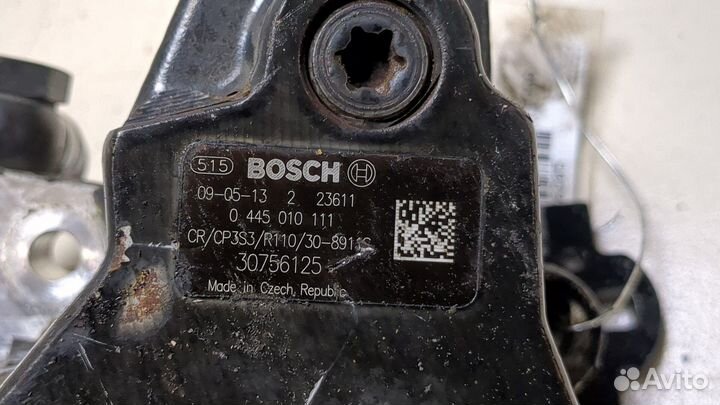 515 BOSCH
09-05-13 2 23611
0 445 010 111
CR/CP3S3/R110/30-8911S
30756125
Made in Czech Republic
Avito